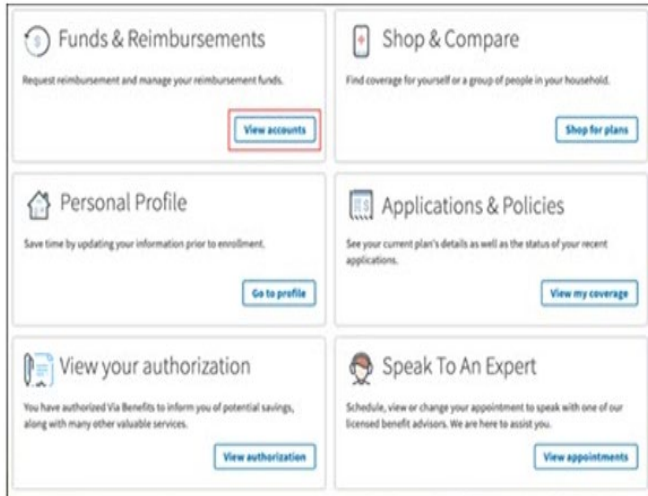 Funds & Reimbursements
Request reimbursement and manage your reimbursement funds.
View accounts
Shop & Compare
Find coverage for yourself or a group of people in your household.
Shop for plans
Personal Profile
Save time by updating your information prior to enrollment.
Go to profile
Applications & Policies
See your current plan's details as well as the status of your recent
applications.
View my coverage
View your authorization
You have authorized Via Benefits to inform you of potential savings,
along with many other valuable services.
View authorization
Speak To An Expert
Schedule, view or change your appointment to speak with one of our
licensed benefit advisors. We are here to assist you.
View appointments